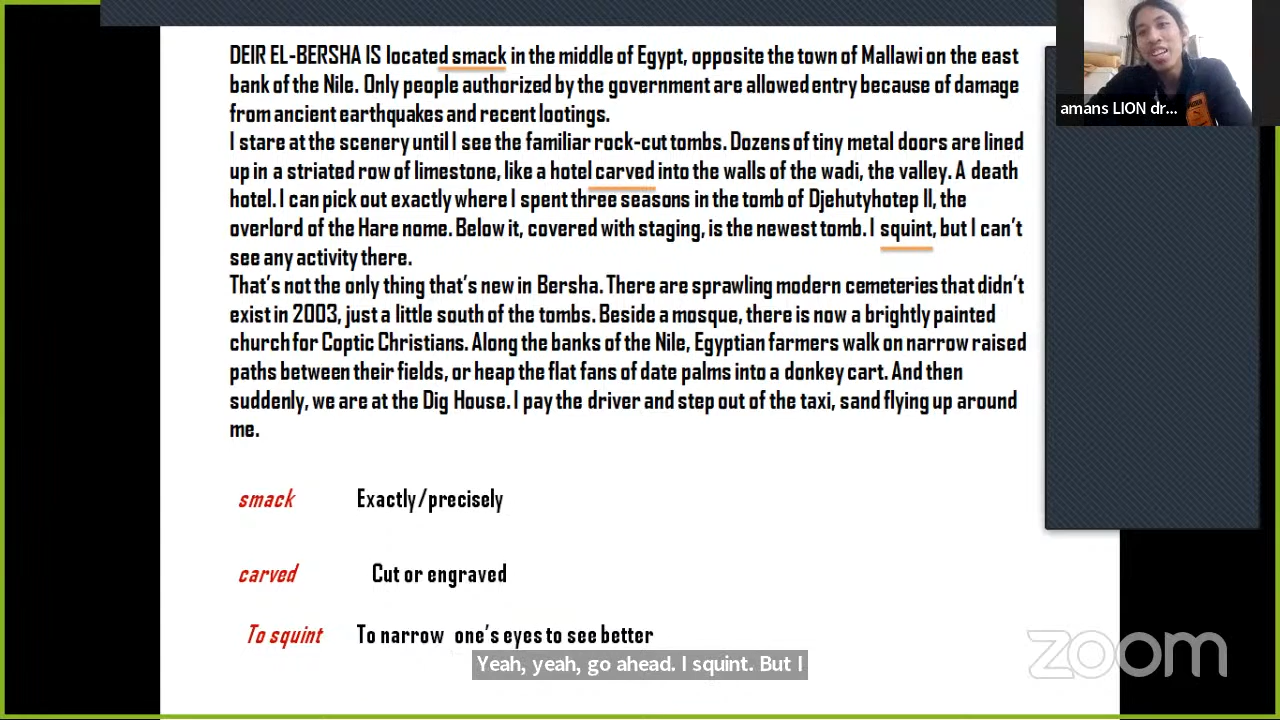 DEIR EL-BERSHA IS located smack in the middle of Egypt, opposite the town of Mallawi on the east
bank of the Nile. Only people authorized by the government are allowed entry because of damage
from ancient earthquakes and recent lootings.
I stare at the scenery until I see the familiar rock-cut tombs. Dozens of tiny metal doors are lined
up in a striated row of limestone, like a hotel carved into the walls of the wadi, the valley. A death
hotel. I can pick out exactly where I spent three seasons in the tomb of Djehutyhotep II, the
overlord of the Hare nome. Below it, covered with staging, is the newest tomb. I squint, but I can't
see any activity there.
That's not the only thing that's new in Bersha. There are sprawling modern cemeteries that didn't
exist in 2003, just a little south of the tombs. Beside a mosque, there is now a brightly painted
church for Coptic Christians. Along the banks of the Nile, Egyptian farmers walk on narrow raised
paths between their fields, or heap the flat fans of date palms into a donkey cart. And then
suddenly, we are at the Dig House. I pay the driver and step out of the taxi, sand flying up around
me.
amans LION dr...
smack Exactly/precisely
carved Cut or engraved
To squint To narrow one's eyes to see better
Yeah, yeah, go ahead. I squint. But I
zoom